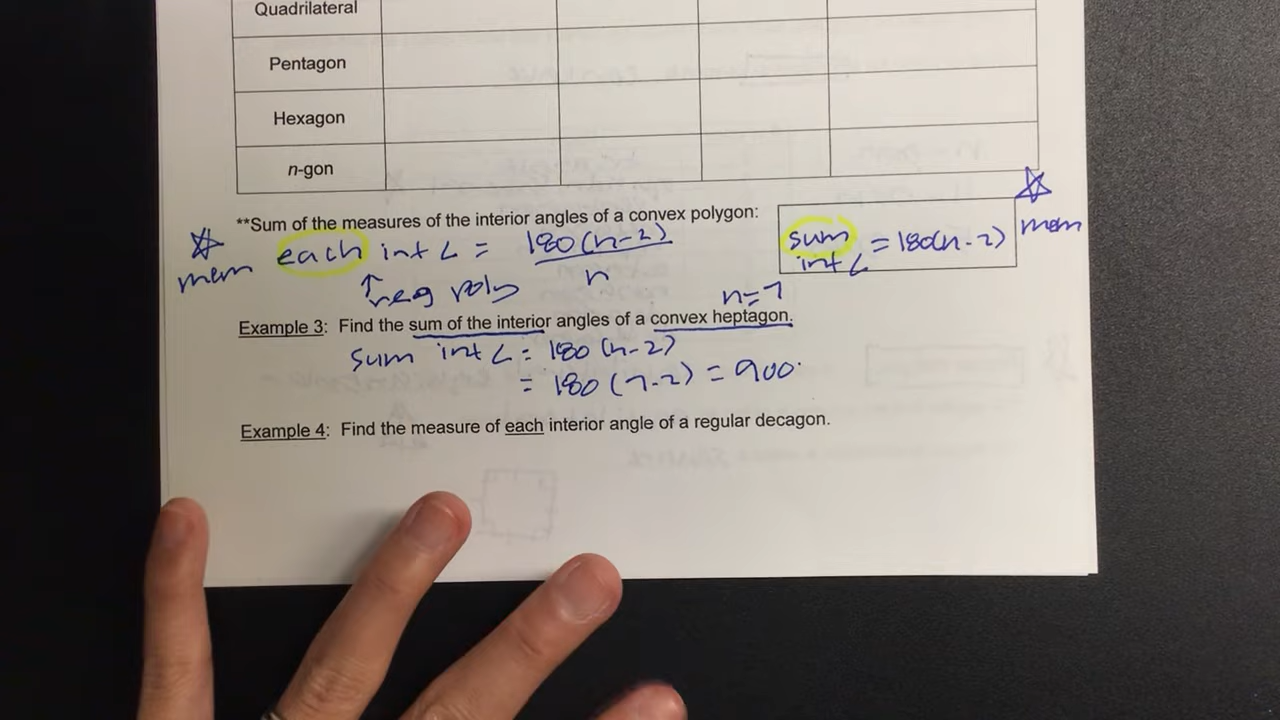 Quadrilateral
Pentagon
Hexagon
n-gon
**Sum of the measures of the interior angles of a convex polygon:
☆ mem
each int ∠ = 180(n-2) / n
↑ reg poly
sum int ∠ = 180(n-2)
☆ mem
n=7
Example 3: Find the sum of the interior angles of a convex heptagon.
sum int ∠ = 180(n-2)
= 180(7-2) = 900°
Example 4: Find the measure of each interior angle of a regular decagon.